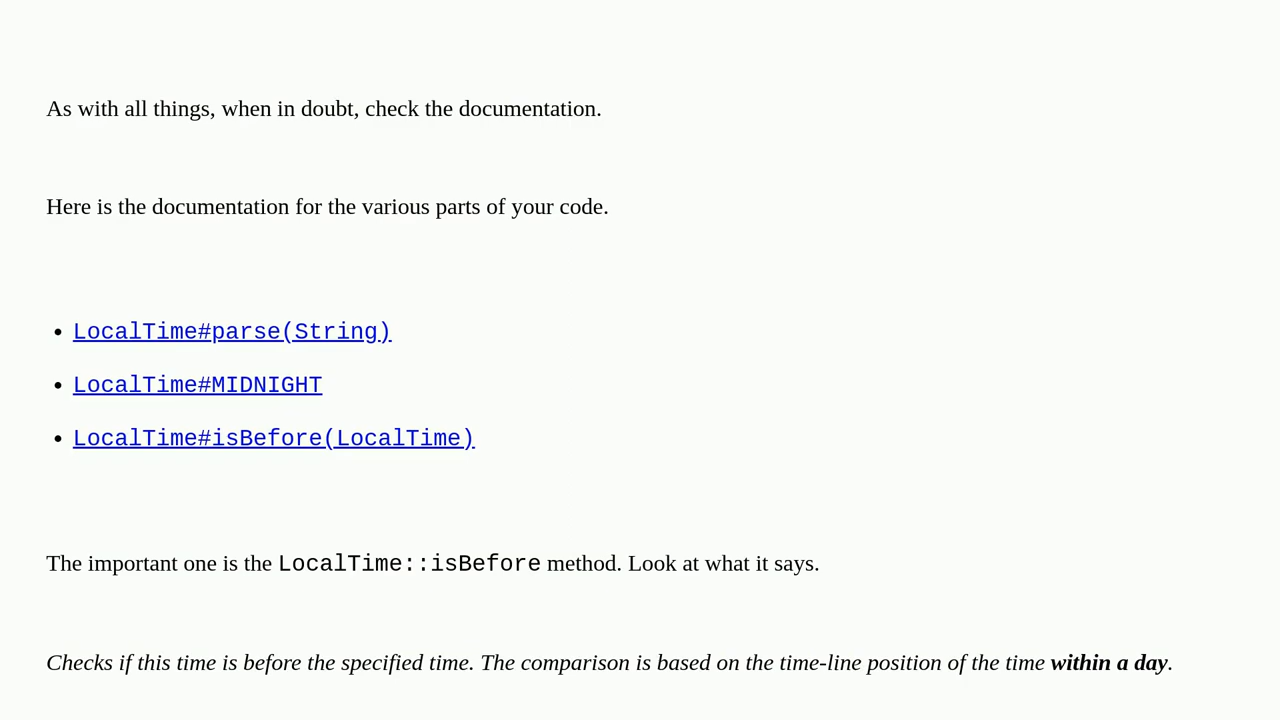 As with all things, when in doubt, check the documentation.
Here is the documentation for the various parts of your code.
• LocalTime#parse(String)
• LocalTime#MIDNIGHT
• LocalTime#isBefore(LocalTime)
The important one is the LocalTime::isBefore method. Look at what it says.
Checks if this time is before the specified time. The comparison is based on the time-line position of the time within a day.